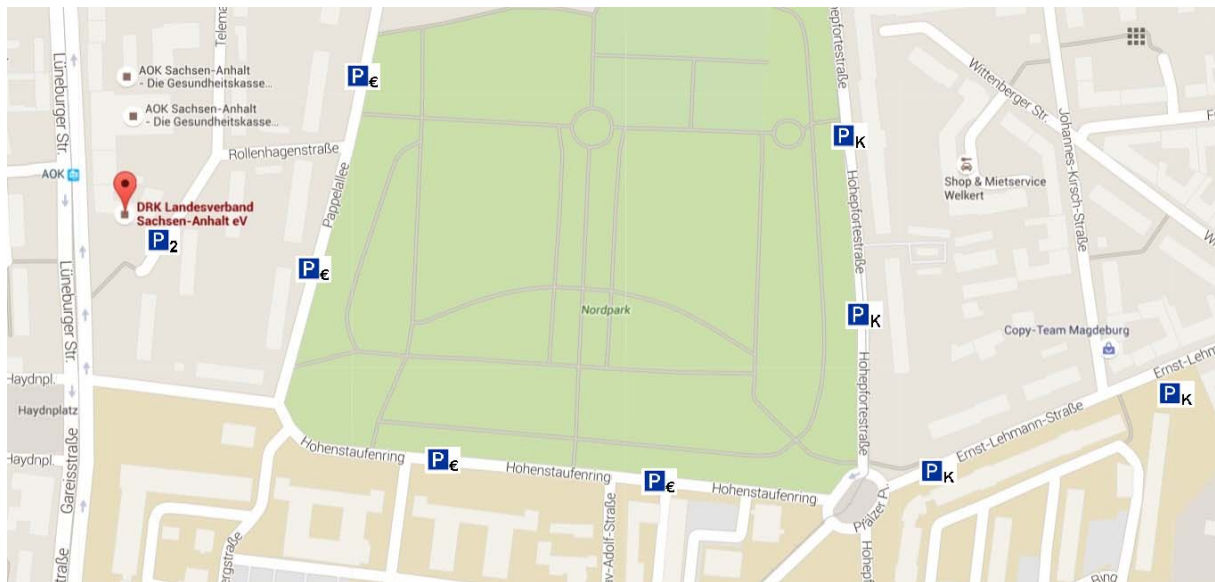 Lüneburger Str.
Telema
Hohepfortestraße
AOK Sachsen-Anhalt
- Die Gesundheitskasse...
P€
AOK Sachsen-Anhalt
- Die Gesundheitskasse...
Wittenberger Str.
Johannes-Kirsch-Straße
PK
Rollenhagenstraße
AOK
Pappelallee
Hohepfortestraße
Shop & Mietservice
Welkert
DRK Landesverband
Sachsen-Anhalt eV
P2
P€
Lüneburger Str.
Nordpark
PK
Copy-Team Magdeburg
Haydnpl.
Haydnplatz
Hohepfortestraße
Ernst-Lehmann-Straße
PK
Haydnpl.
Gareisstraße
Hohenstaufenring
P€
Hohenstaufenring
P€
Hohenstaufenring
PK
Pfälzer Pl.